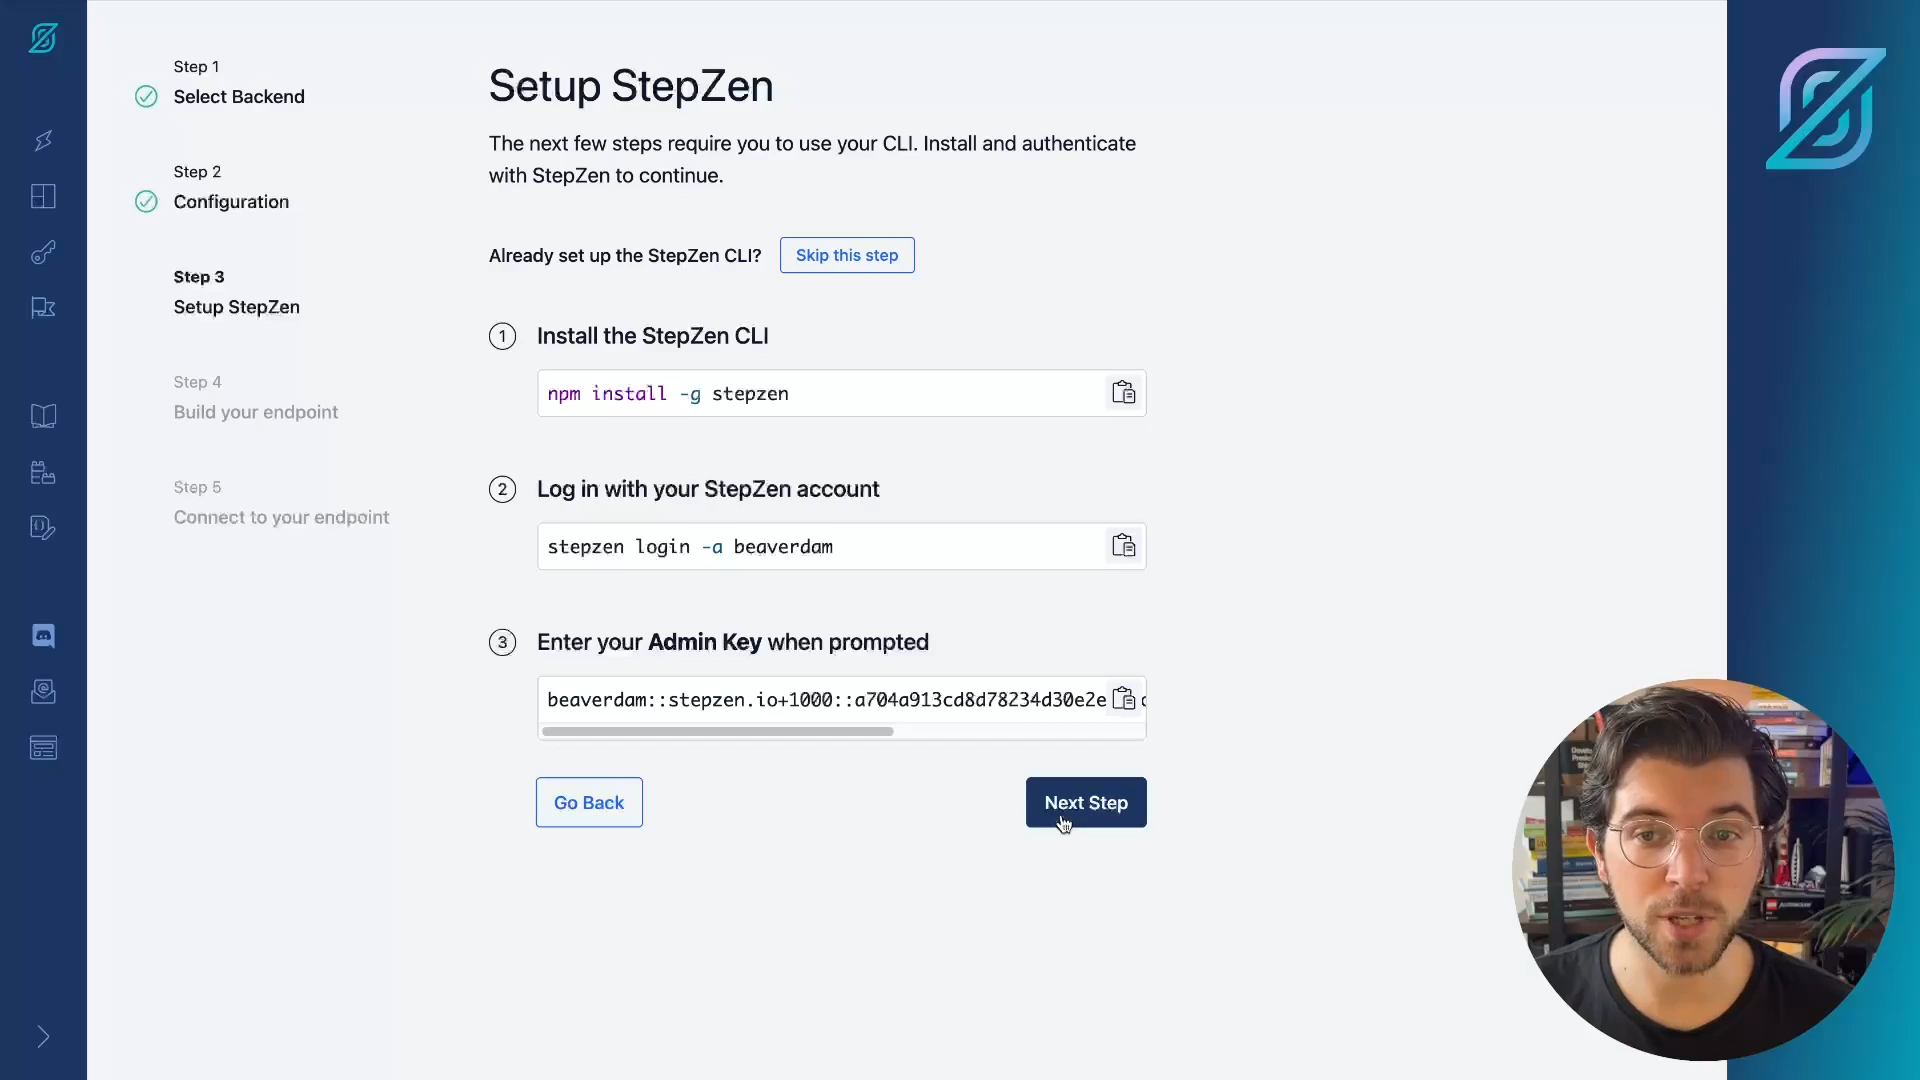 Step 1
Select Backend
Step 2
Configuration
Step 3
Setup StepZen
Step 4
Build your endpoint
Step 5
Connect to your endpoint
Setup StepZen
The next few steps require you to use your CLI. Install and authenticate
with StepZen to continue.
Already set up the StepZen CLI?
Skip this step
1
Install the StepZen CLI
npm install -g stepzen
2
Log in with your StepZen account
stepzen login -a beaverdam
3
Enter your Admin Key when prompted
beaverdam::stepzen.io+1000::a704a913cd8d78234d30e2e
Go Back
Next Step